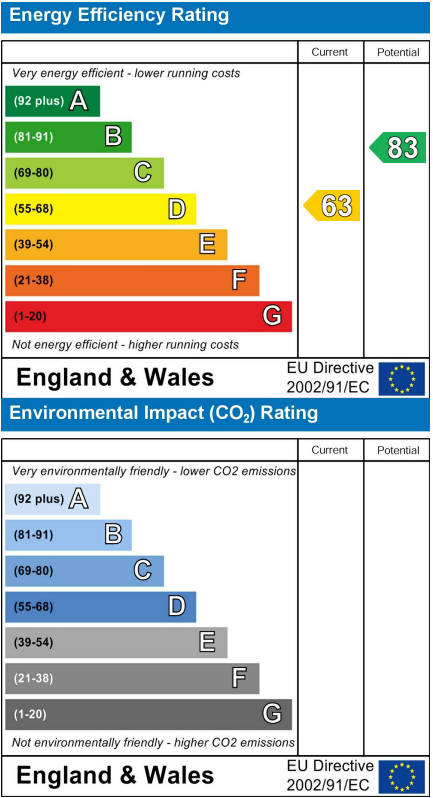 Energy Efficiency Rating
Current Potential
Very energy efficient - lower running costs
(92 plus) A
(81-91) B
83
(69-80) C
(55-68) D
63
(39-54) E
(21-38) F
(1-20) G
Not energy efficient - higher running costs
England & Wales
EU Directive
2002/91/EC
Environmental Impact (CO₂) Rating
Current Potential
Very environmentally friendly - lower CO2 emissions
(92 plus) A
(81-91) B
(69-80) C
(55-68) D
(39-54) E
(21-38) F
(1-20) G
Not environmentally friendly - higher CO2 emissions
England & Wales
EU Directive
2002/91/EC